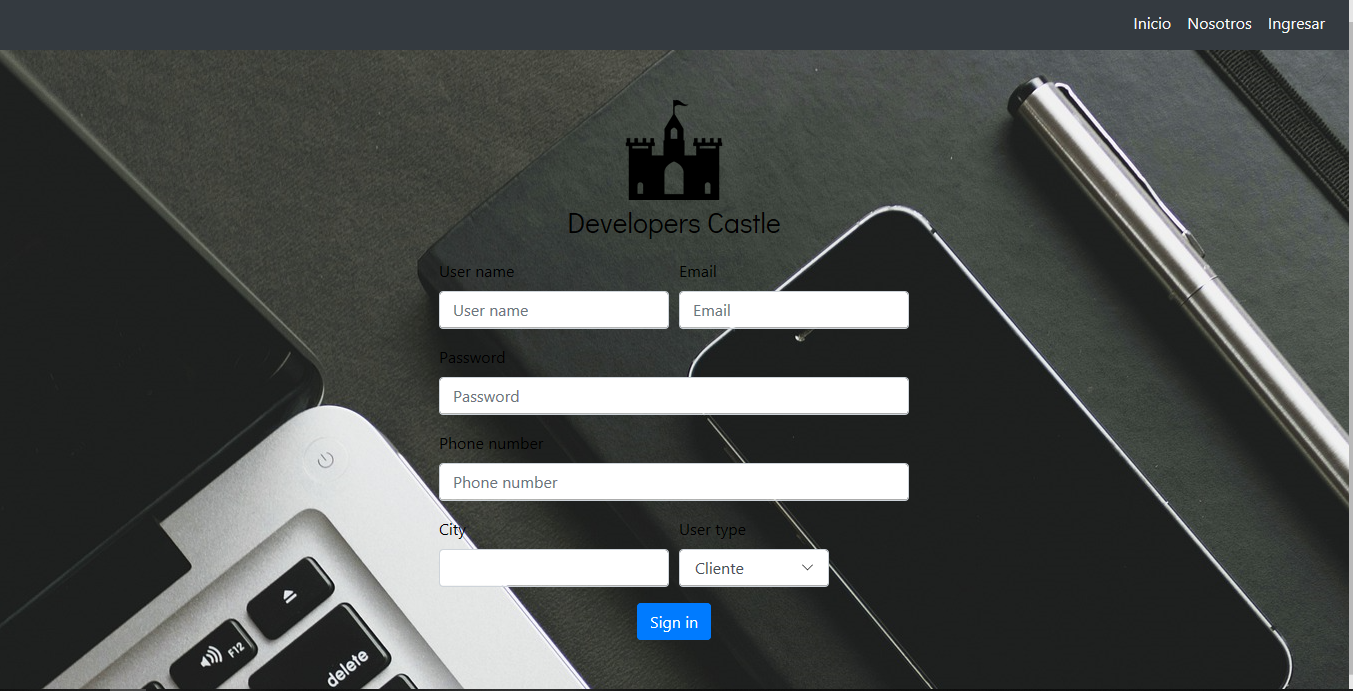 Inicio Nosotros Ingresar
Developers Castle
User name Email
User name Email
Password
Password
Phone number
Phone number
City User type
Cliente
Sign in
F12
delete